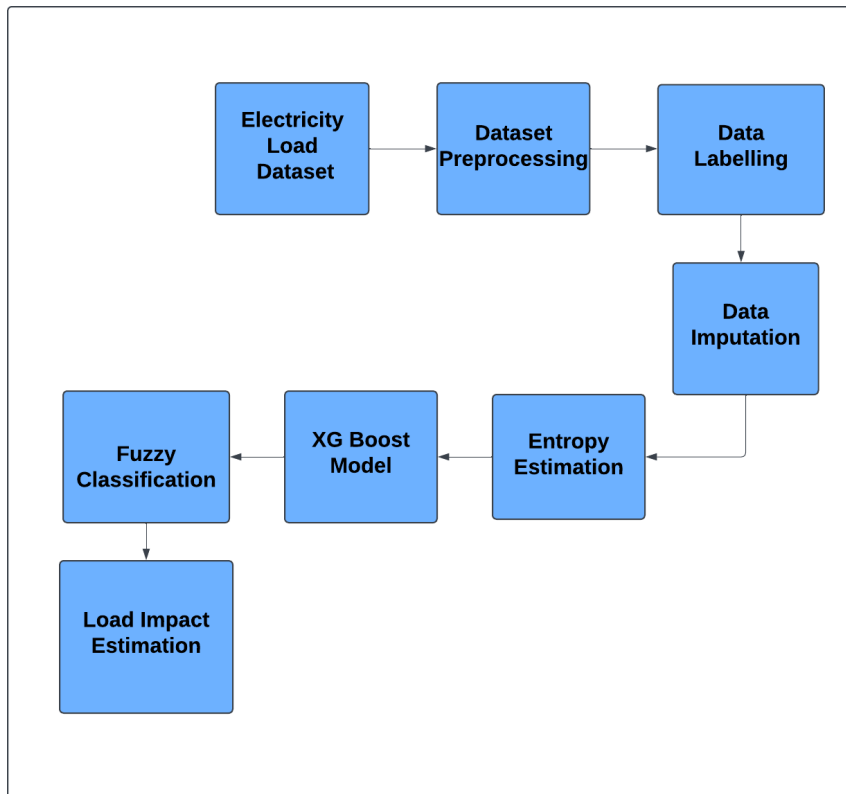 Electricity
Load
Dataset
Dataset
Preprocessing
Data
Labelling
Data
Imputation
Entropy
Estimation
XG Boost
Model
Fuzzy
Classification
Load Impact
Estimation